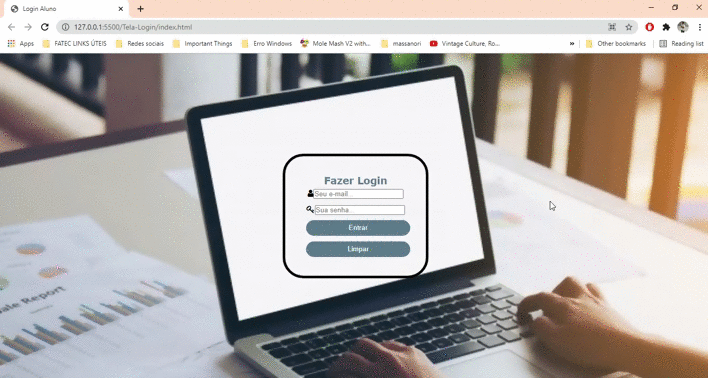 Login Aluno
127.0.0.1:5500/Tela-Login/index.html
Apps FATEC LINKS ÚTEIS Redes sociais Important Things Erro Windows Mole Mash V2 with... massanori Vintage Culture, Ro... » Other bookmarks Reading list
Fazer Login
Seu e-mail...
Sua senha...
Entrar
Limpar
ale Report